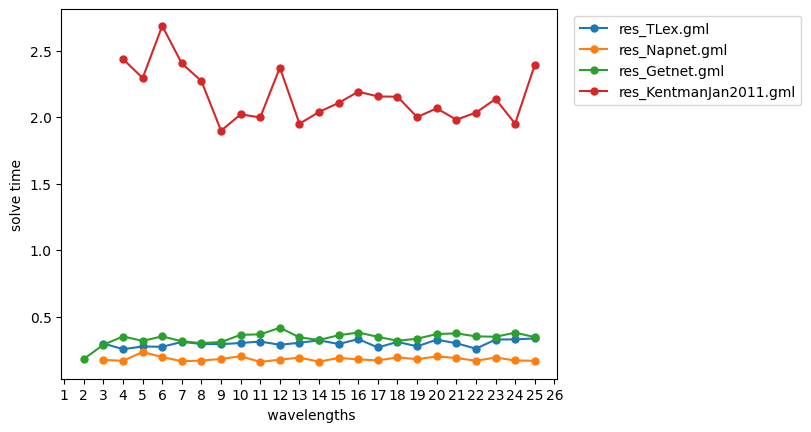 res_TLex.gml
res_Napnet.gml
res_Getnet.gml
res_KentmanJan2011.gml
solve time
2.5
2.0
1.5
1.0
0.5
1 2 3 4 5 6 7 8 9 10 11 12 13 14 15 16 17 18 19 20 21 22 23 24 25 26
wavelengths